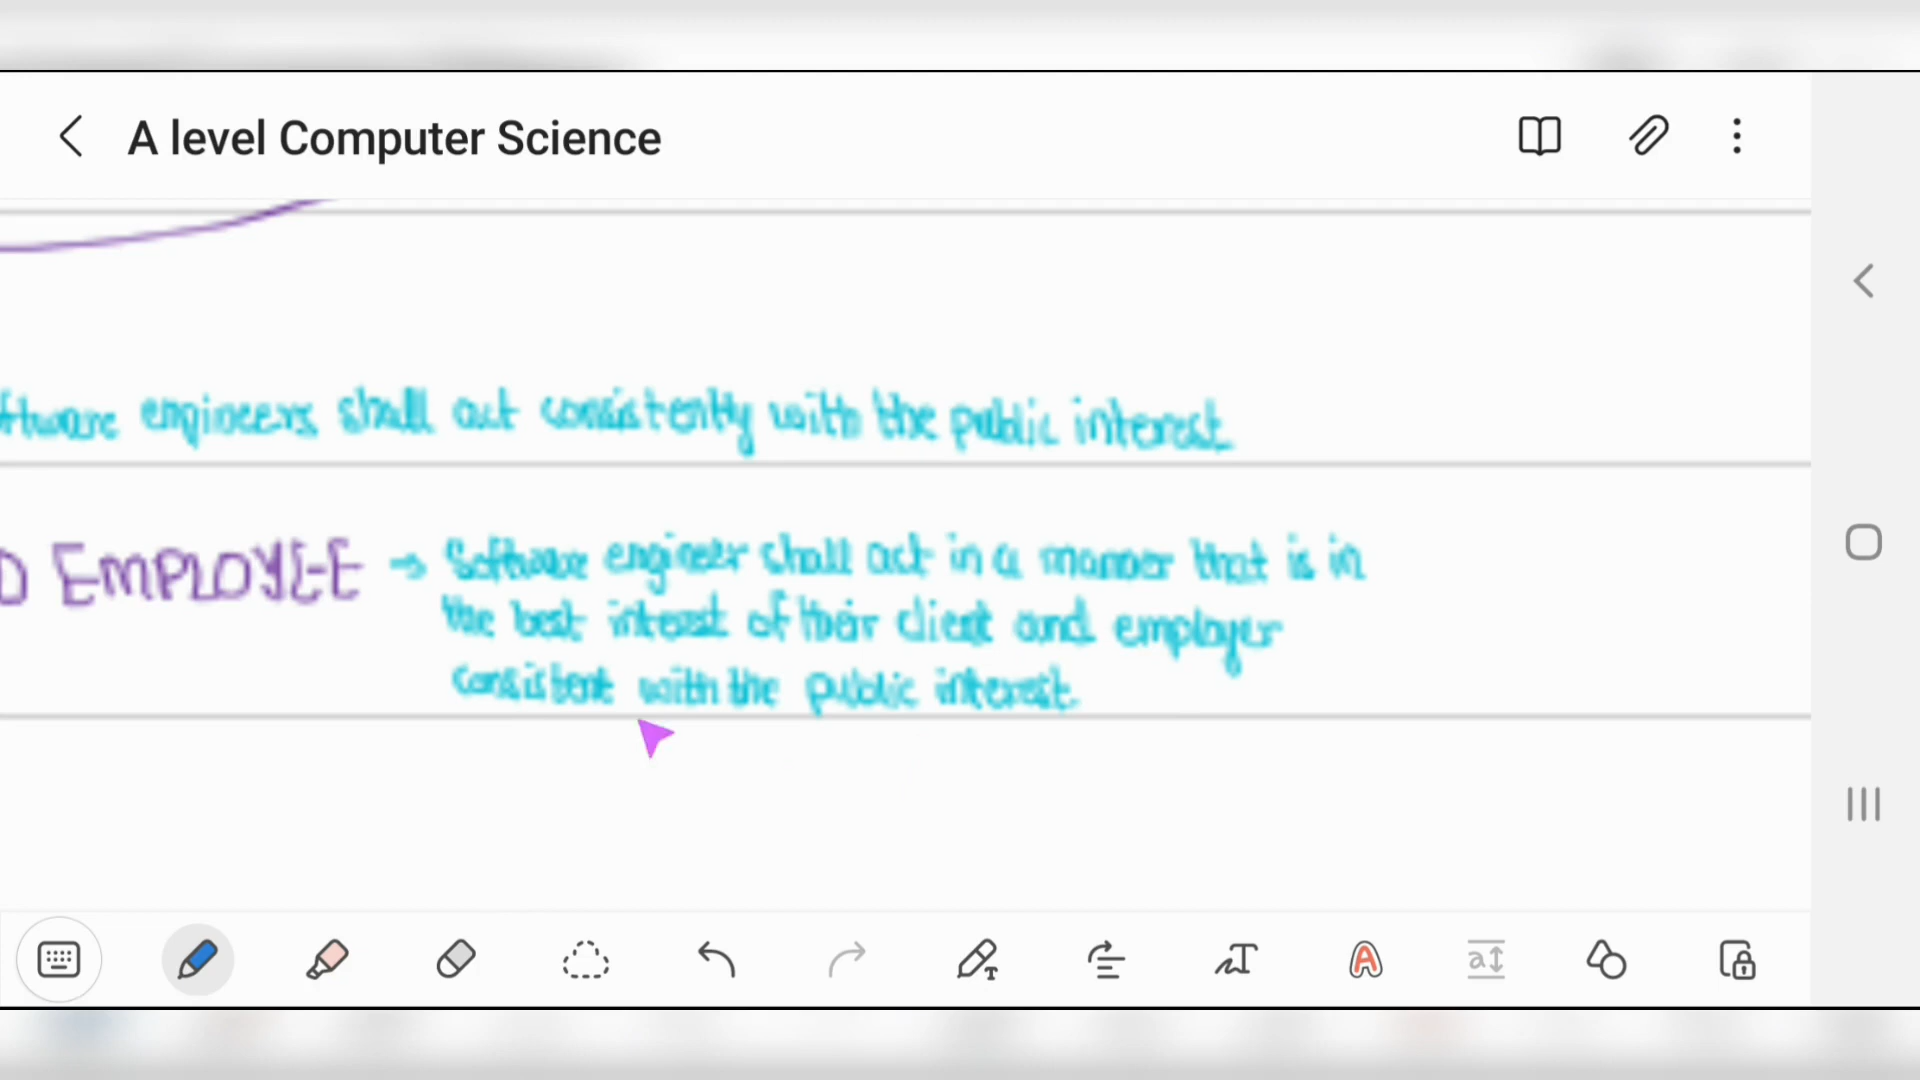 A level Computer Science
ftware engineers shall act consistently with the public interest
D EMPLOYEE → Software engineer shall act in a manner that is in
the best interest of their client and employer
consistent with the public interest.